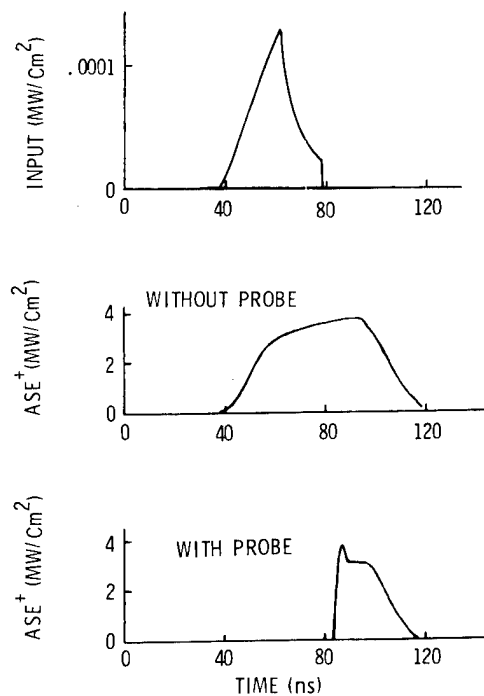 INPUT (MW/Cm²)
.0001
0
0 40 80 120
ASE⁺ (MW/Cm²)
WITHOUT PROBE
4
2
0
0 40 80 120
ASE⁺ (MW/Cm²)
WITH PROBE
4
2
0
0 40 80 120
TIME (ns)